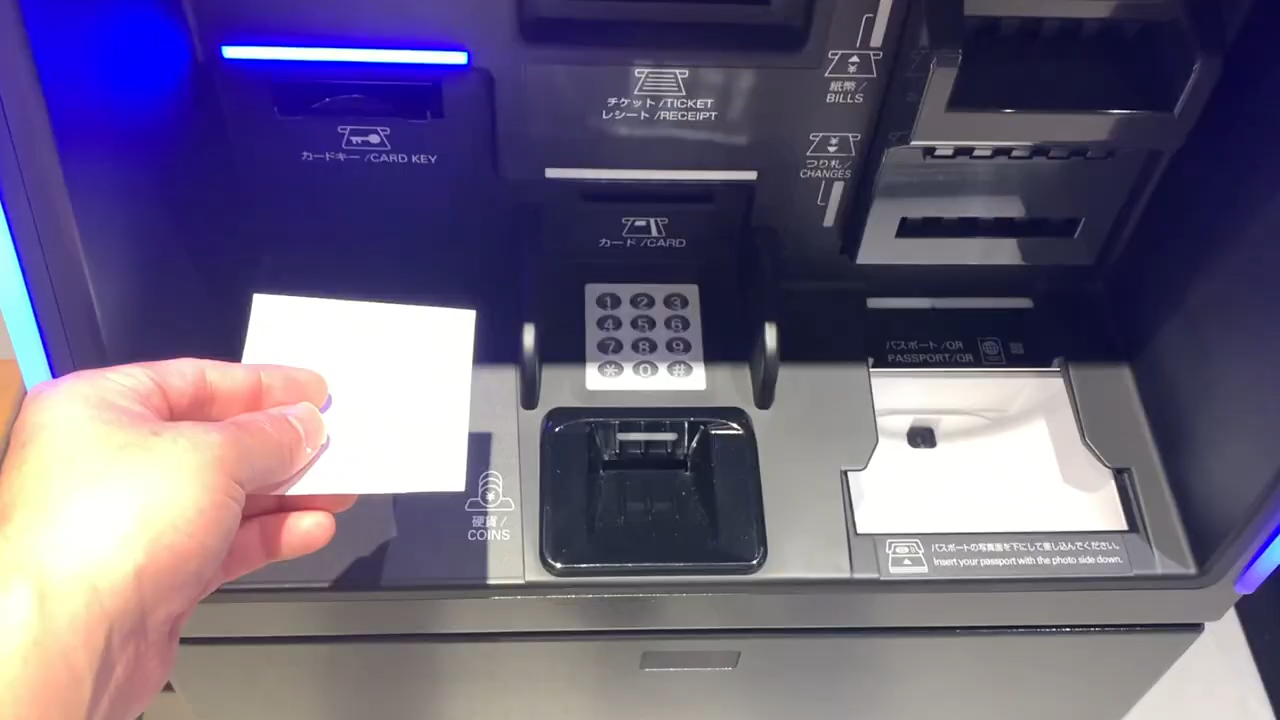 チケット /TICKET
レシート /RECEIPT
紙幣 /
BILLS
カードキー /CARD KEY
つり札 /
CHANGES
カード /CARD
1 2 3
4 5 6
7 8 9
* 0 #
パスポート /QR
PASSPORT/QR
硬貨 /
COINS
パスポートの写真面を下にして差し込んでください。
Insert your passport with the photo side down.